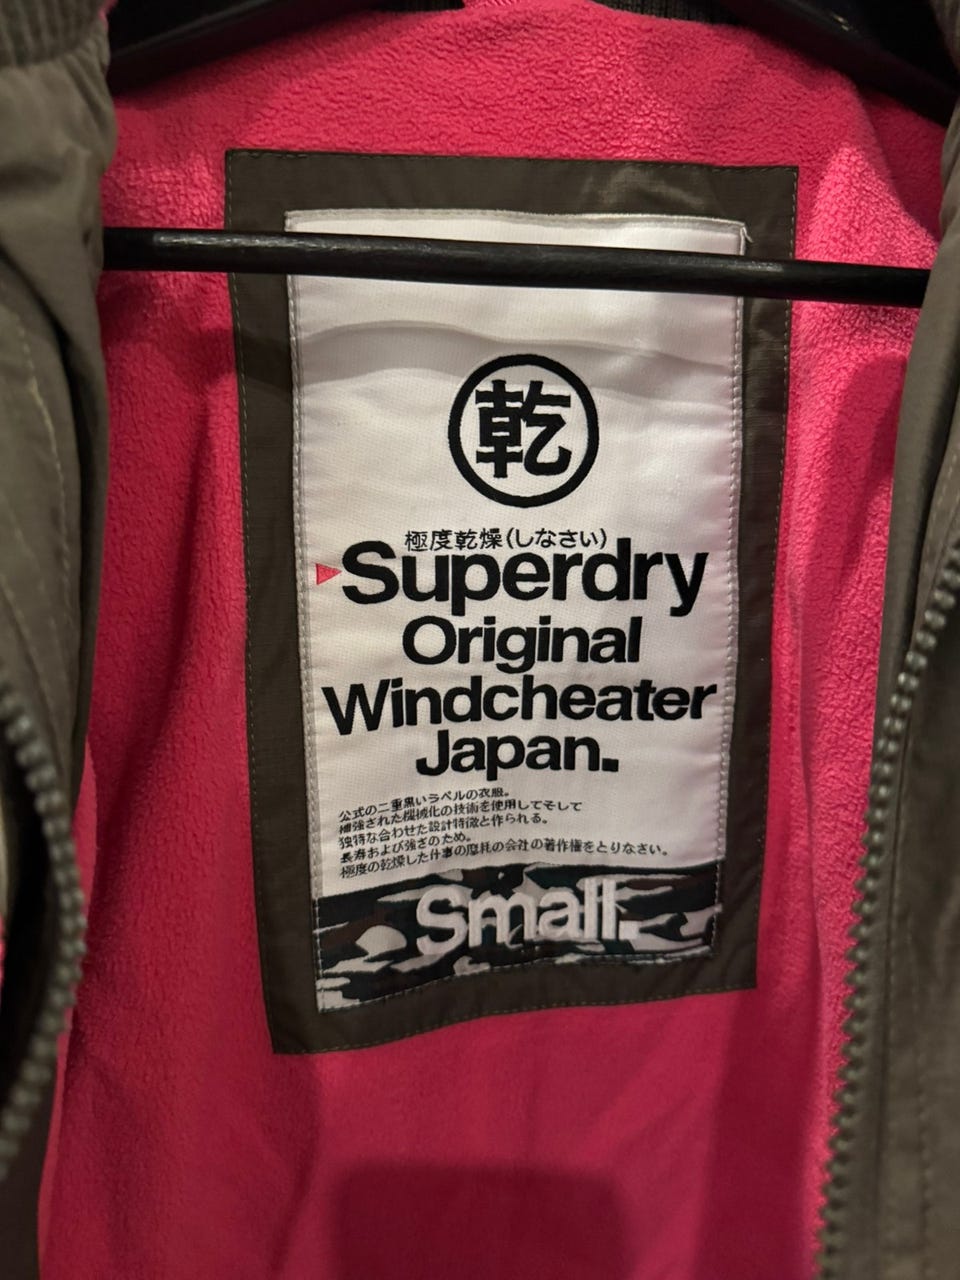 乾
極度乾燥(しなさい)
Superdry
Original
Windcheater
Japan.
公式の二重黒いラベルの衣服。
補強された機械化の技術を使用してそして
独特な合わせた設計特徴と作られる。
長寿および強さのため。
極度の乾燥した仕事の摩耗の会社の著作権をとりなさい。
Small.